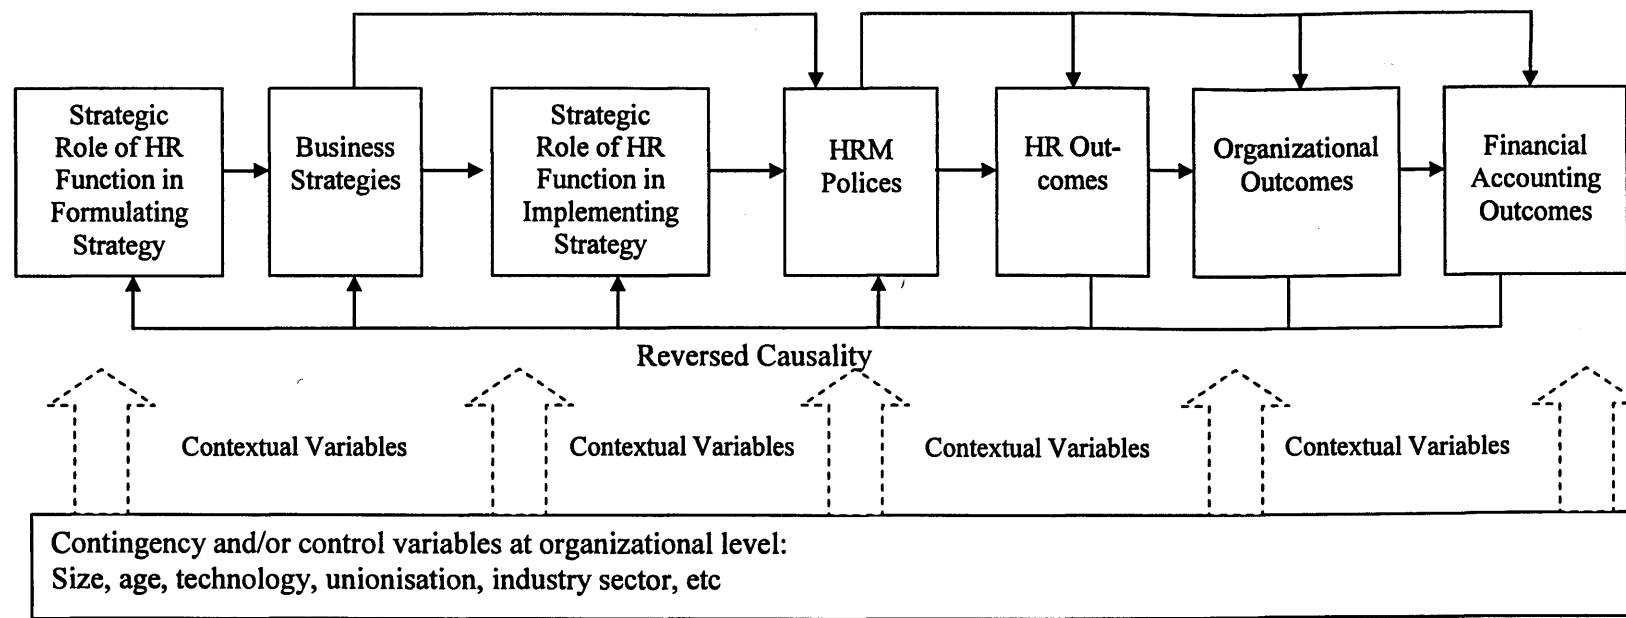 Strategic
Role of HR
Function in
Formulating
Strategy
Business
Strategies
Strategic
Role of HR
Function in
Implementing
Strategy
HRM
Polices
HR Out-
comes
Organizational
Outcomes
Financial
Accounting
Outcomes
Reversed Causality
Contextual Variables
Contextual Variables
Contextual Variables
Contextual Variables
Contingency and/or control variables at organizational level:
Size, age, technology, unionisation, industry sector, etc